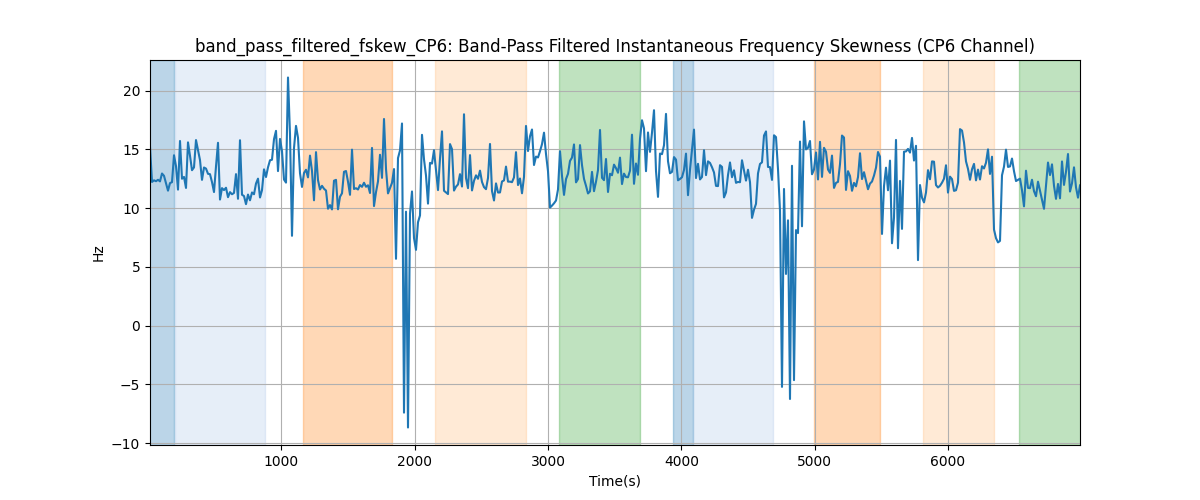 band_pass_filtered_fskew_CP6: Band-Pass Filtered Instantaneous Frequency Skewness (CP6 Channel)
20
15
10
5
0
−5
−10
Hz
1000 2000 3000 4000 5000 6000
Time(s)